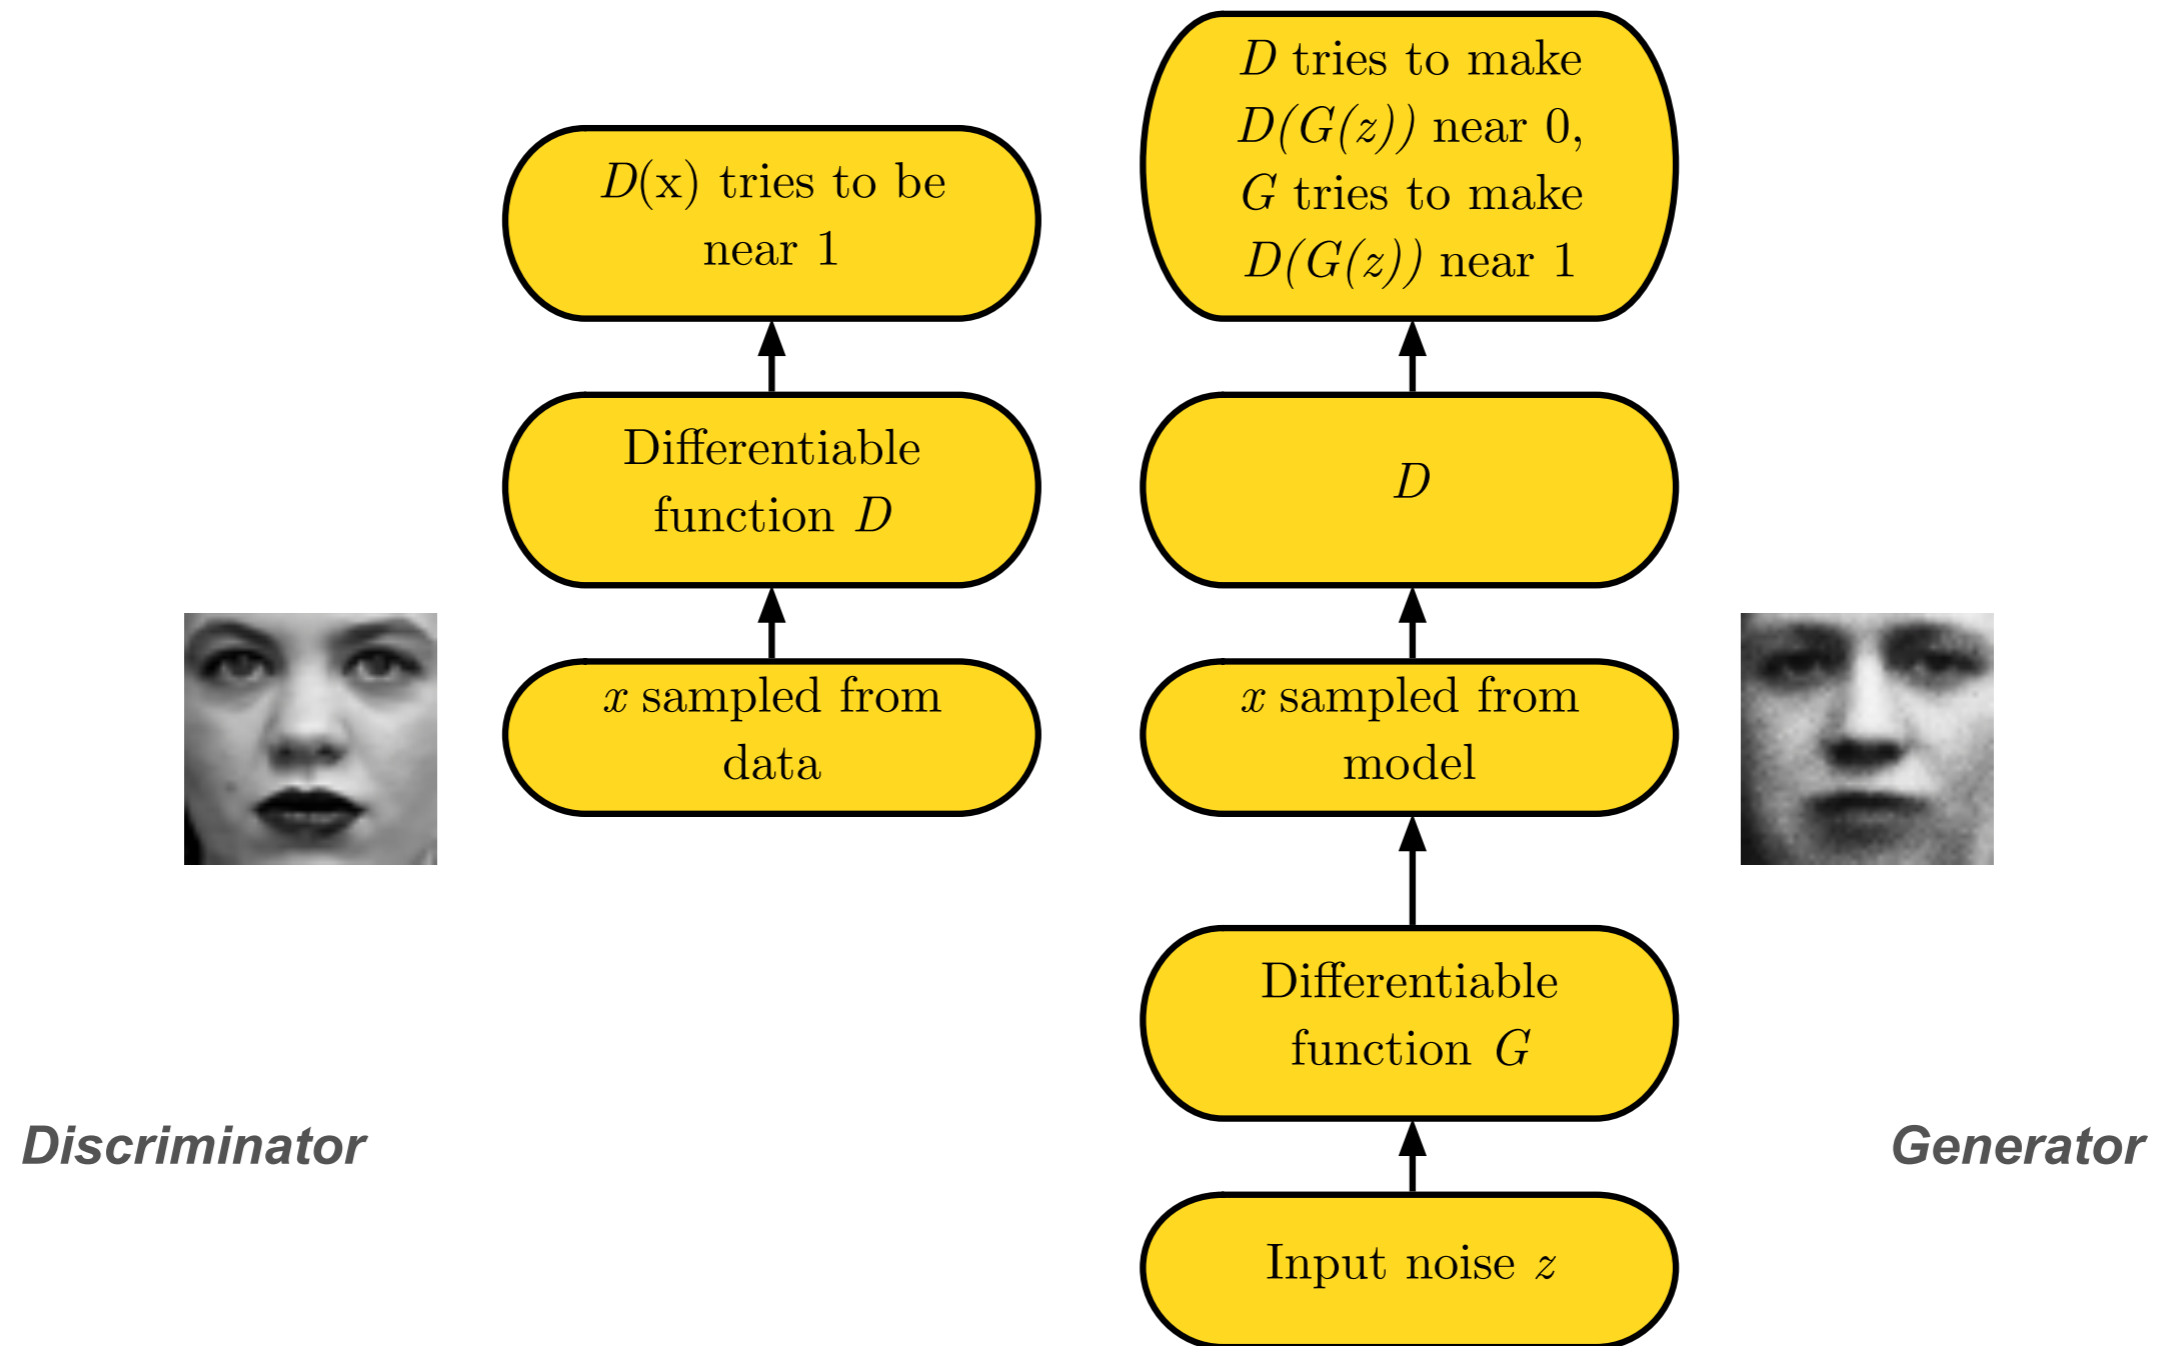 D(x) tries to be
near 1
Differentiable
function D
x sampled from
data
Discriminator
D tries to make
D(G(z)) near 0,
G tries to make
D(G(z)) near 1
D
x sampled from
model
Differentiable
function G
Input noise z
Generator